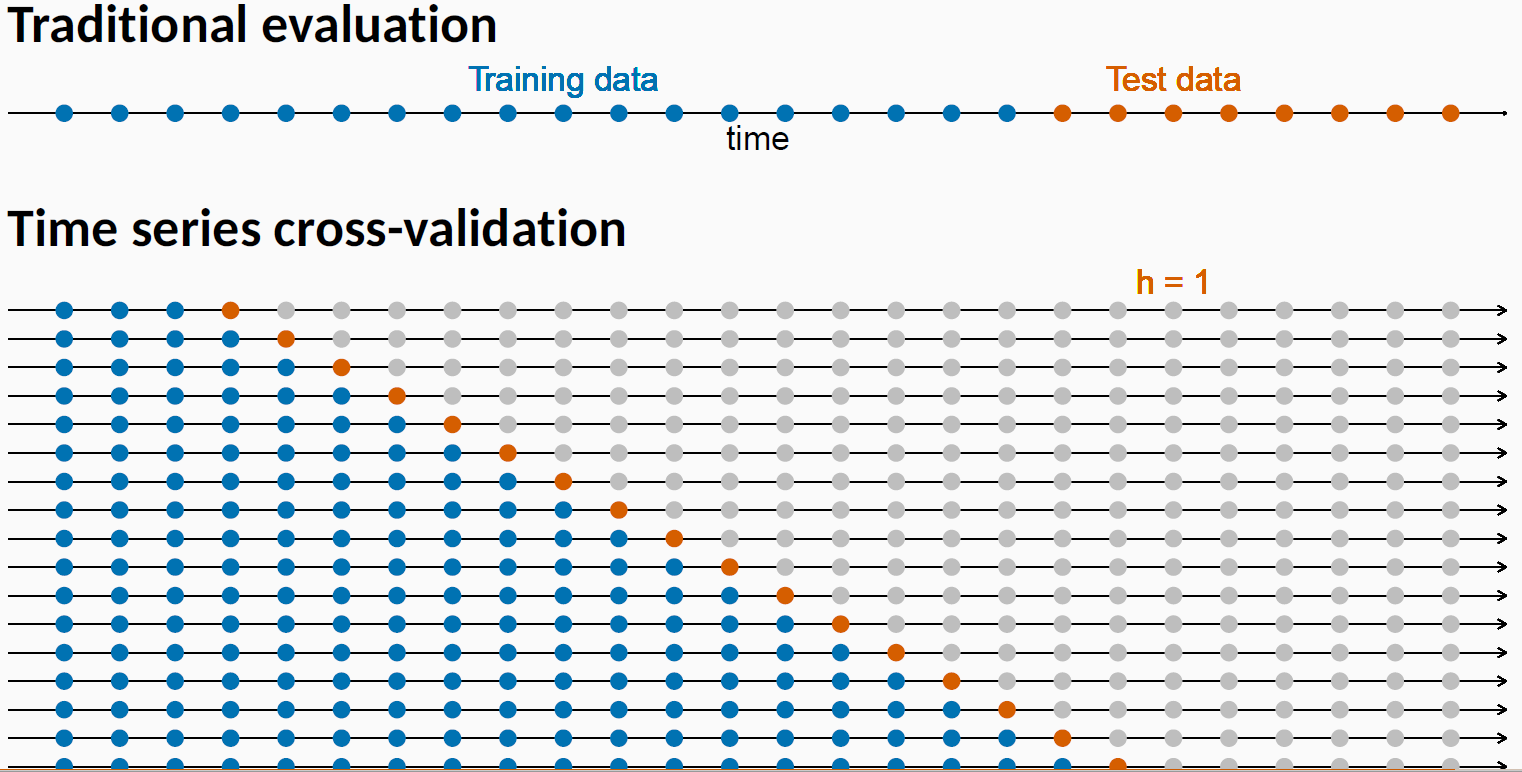 Traditional evaluation
Training data
Test data
time
Time series cross-validation
h = 1